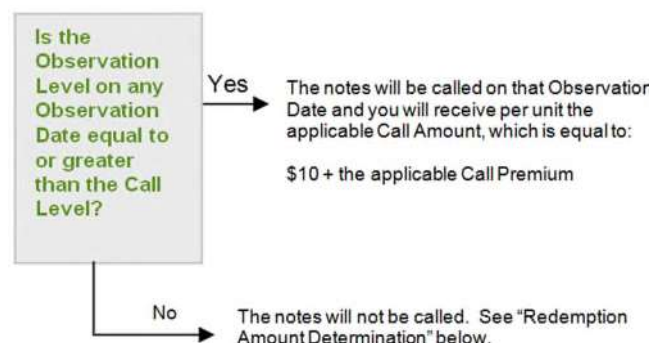 Is the
Observation
Level on any
Observation
Date equal to
or greater
than the Call
Level?
Yes
The notes will be called on that Observation
Date and you will receive per unit the
applicable Call Amount, which is equal to:
$10 + the applicable Call Premium
No
The notes will not be called. See “Redemption
Amount Determination” below.